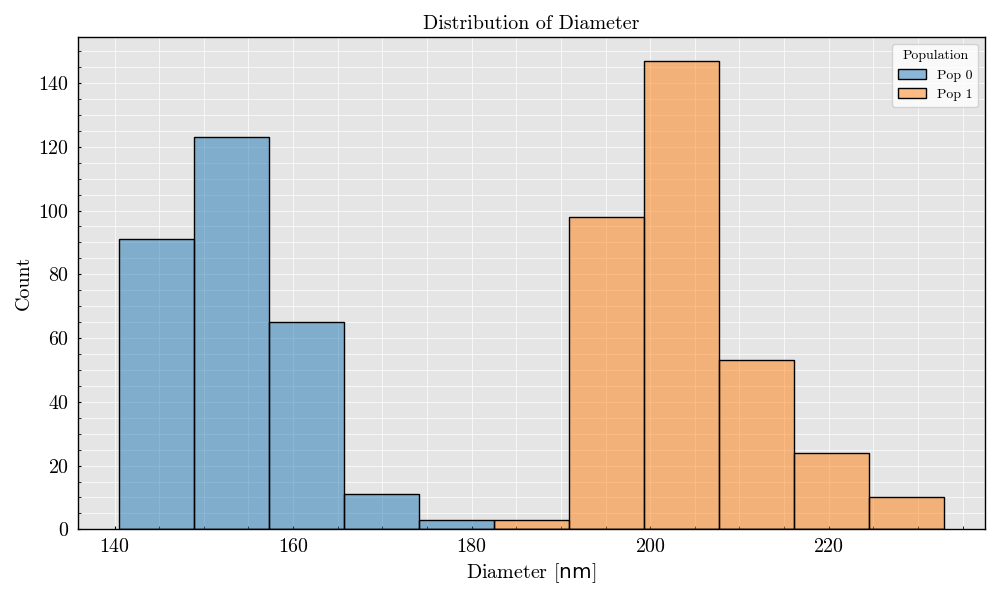 Distribution of Diameter
Population
Pop 0
Pop 1
Count
140
120
100
80
60
40
20
0
140 160 180 200 220
Diameter [nm]